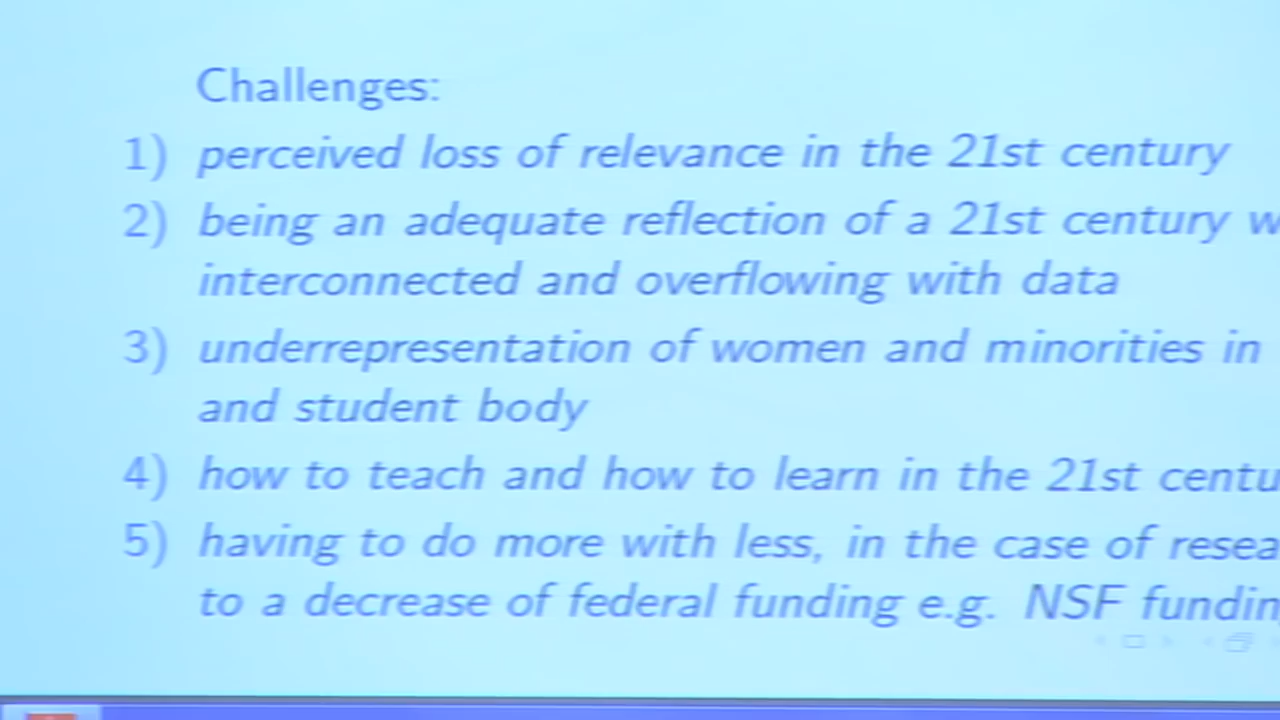 Challenges:
1) perceived loss of relevance in the 21st century
2) being an adequate reflection of a 21st century
interconnected and overflowing with data
3) underrepresentation of women and minorities in
and student body
4) how to teach and how to learn in the 21st
5) having to do more with less, in the case of
to a decrease of federal funding e.g. NSF